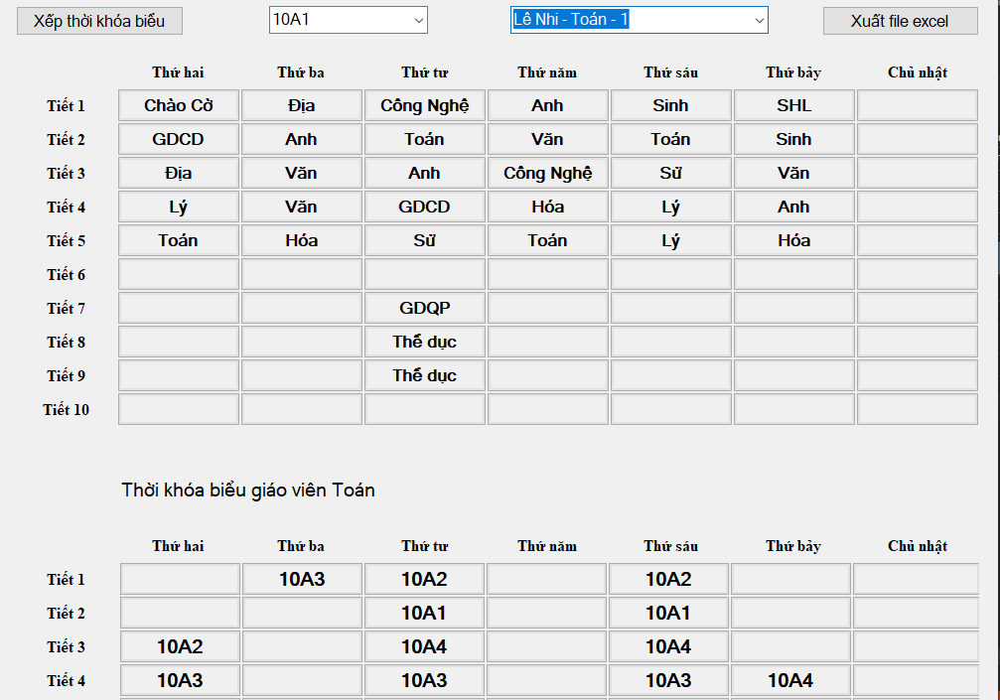 Xếp thời khóa biểu 10A1 Lê Nhi - Toán - 1 Xuất file excel
Thứ hai Thứ ba Thứ tư Thứ năm Thứ sáu Thứ bảy Chủ nhật
Tiết 1 Chào Cờ Địa Công Nghệ Anh Sinh SHL
Tiết 2 GDCD Anh Toán Văn Toán Sinh
Tiết 3 Địa Văn Anh Công Nghệ Sử Văn
Tiết 4 Lý Văn GDCD Hóa Lý Anh
Tiết 5 Toán Hóa Sử Toán Lý Hóa
Tiết 6
Tiết 7 GDQP
Tiết 8 Thể dục
Tiết 9 Thể dục
Tiết 10
Thời khóa biểu giáo viên Toán
Thứ hai Thứ ba Thứ tư Thứ năm Thứ sáu Thứ bảy Chủ nhật
Tiết 1 10A3 10A2 10A2
Tiết 2 10A1 10A1
Tiết 3 10A2 10A4 10A4
Tiết 4 10A3 10A3 10A3 10A4